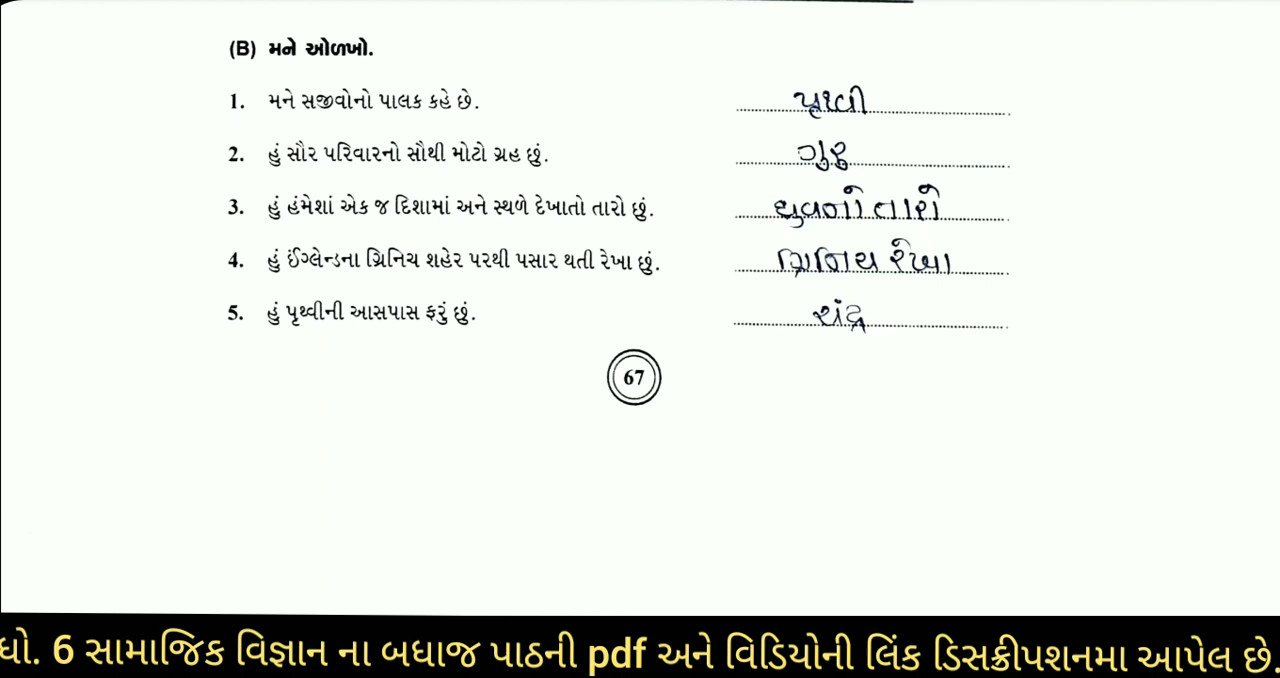 (B) મને ઓળખો.
1. મને સજીવોનો પાલક કહે છે. પૃથ્વી
2. હું સૌર પરિવારનો સૌથી મોટો ગ્રહ છું. ગુરુ
3. હું હંમેશાં એક જ દિશામાં અને સ્થળે દેખાતો તારો છું. ધ્રુવનો તારો
4. હું ઈંગ્લેન્ડના ગ્રિનિચ શહેર પરથી પસાર થતી રેખા છું. ગ્રિનિચ રેખા
5. હું પૃથ્વીની આસપાસ ફરું છું. ચંદ્ર
67
ધો. 6 સામાજિક વિજ્ઞાન ના બધાજ પાઠની pdf અને વિડિયોની લિંક ડિસક્રીપશનમા આપેલ છે.